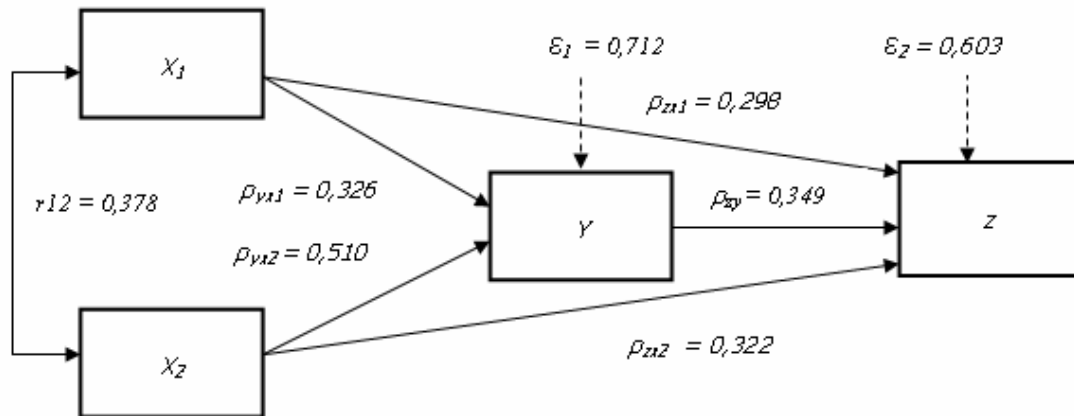 X1
ε1 = 0,712
ε2 = 0,603
ρzx1 = 0,298
r12 = 0,378
ρyx1 = 0,326
ρzy = 0,349
Y
Z
ρyx2 = 0,510
X2
ρzx2 = 0,322